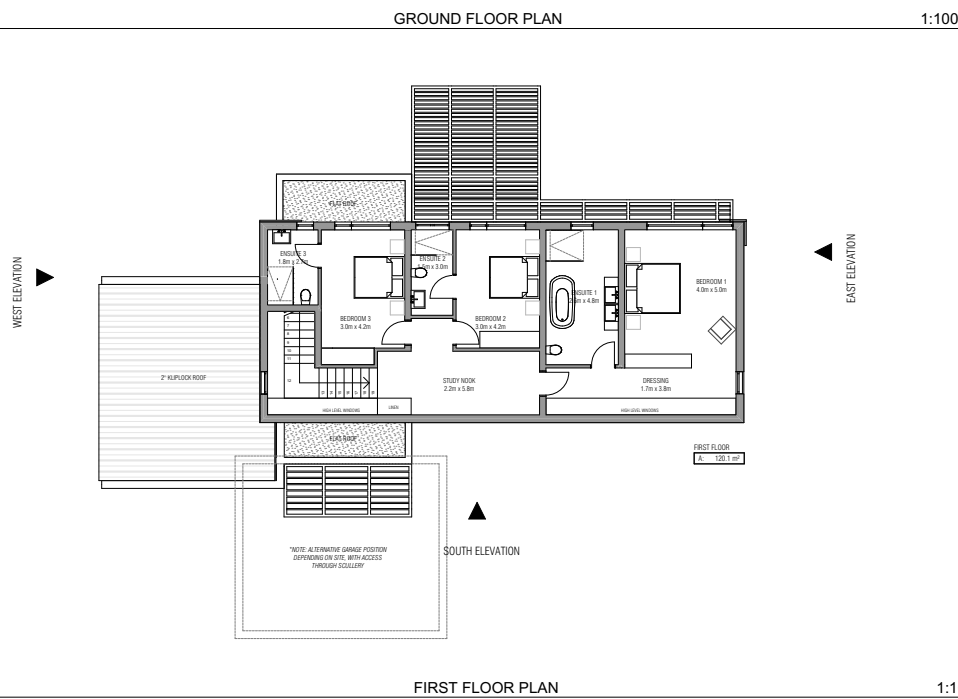 GROUND FLOOR PLAN 1:100
FLAT ROOF
WEST ELEVATION
EAST ELEVATION
ENSUITE 3
1.8m x
ENSUITE 2
x 3.0m
ENSUITE 1
x 4.8m
BEDROOM 1
4.0m x 5.0m
BEDROOM 3
3.0m x 4.2m
BEDROOM 2
3.0m x 4.2m
2° KLIPLOCK ROOF
STUDY NOOK
2.2m x 5.8m
DRESSING
1.7m x 3.8m
HIGH LEVEL WINDOWS
LINEN
HIGH LEVEL WINDOWS
FLAT ROOF
FIRST FLOOR
A: 120.1 m²
SOUTH ELEVATION
*NOTE: ALTERNATIVE GARAGE POSITION
DEPENDING ON SITE, WITH ACCESS
THROUGH SCULLERY
FIRST FLOOR PLAN 1:1